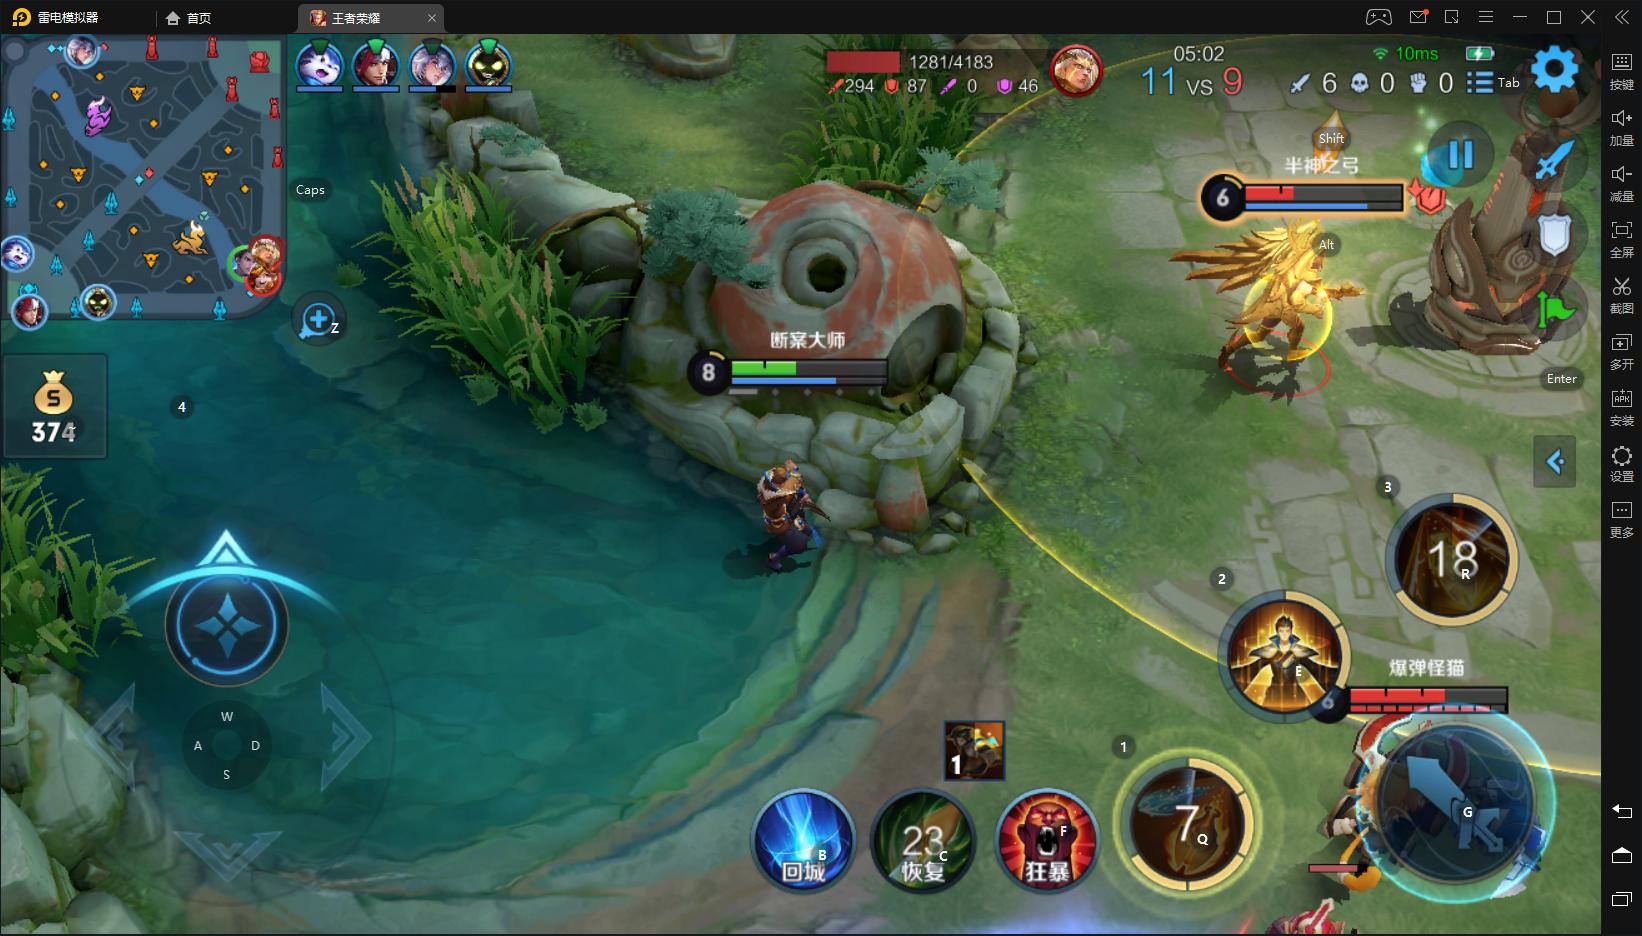 雷电模拟器
首页
王者荣耀
1281/4183
294 87 0 46
05:02
11 vs 9
10ms
6 0 0
Tab
按键
加量
减量
全屏
截图
多开
安装
设置
更多
Caps
Shift
半神之弓
6
Alt
Z
Enter
断案大师
8
S
374
4
3
18
R
2
E
爆弹怪猫
6
W
A
D
S
1
1
7
Q
G
B
回城
23
C
恢复
F
狂暴
APK